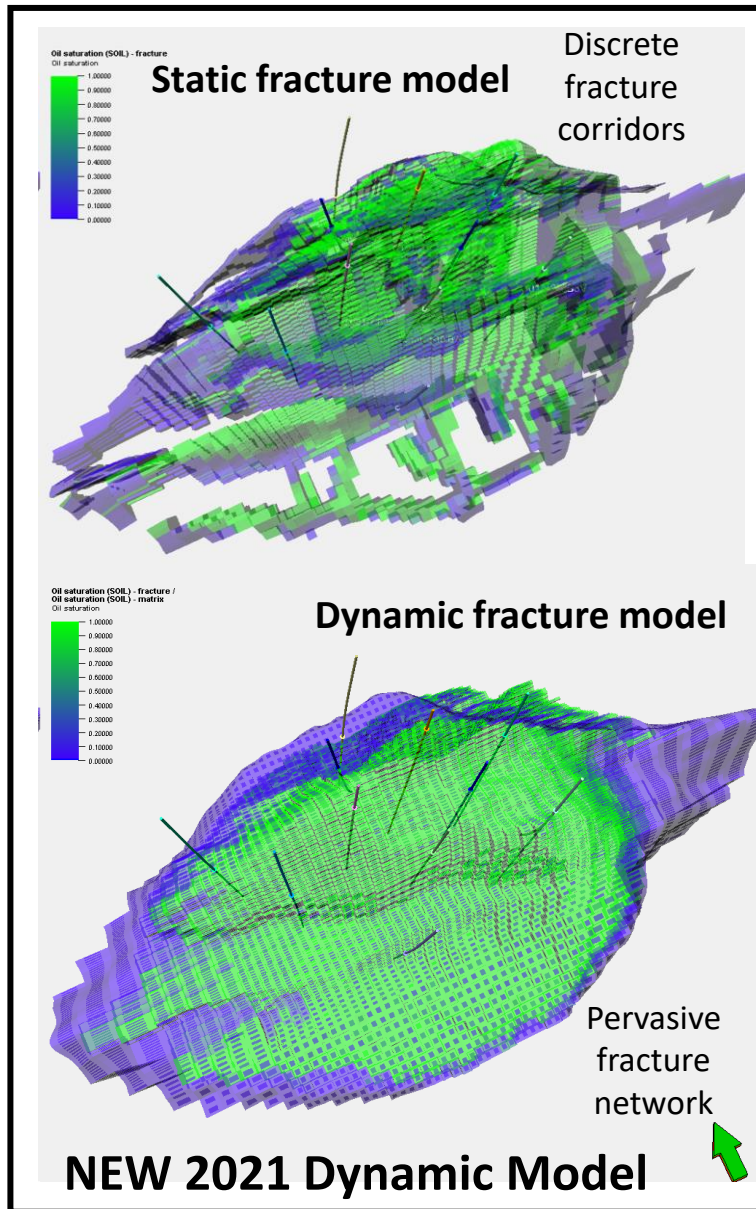 Oil saturation (SOIL) - fracture
Oil saturation
1.00000
0.90000
0.80000
0.70000
0.60000
0.50000
0.40000
0.30000
0.20000
0.10000
0.00000
Static fracture model
Discrete
fracture
corridors
Oil saturation (SOIL) - fracture /
Oil saturation (SOIL) - matrix
Oil saturation
1.00000
0.90000
0.80000
0.70000
0.60000
0.50000
0.40000
0.30000
0.20000
0.10000
0.00000
Dynamic fracture model
Pervasive
fracture
network
NEW 2021 Dynamic Model